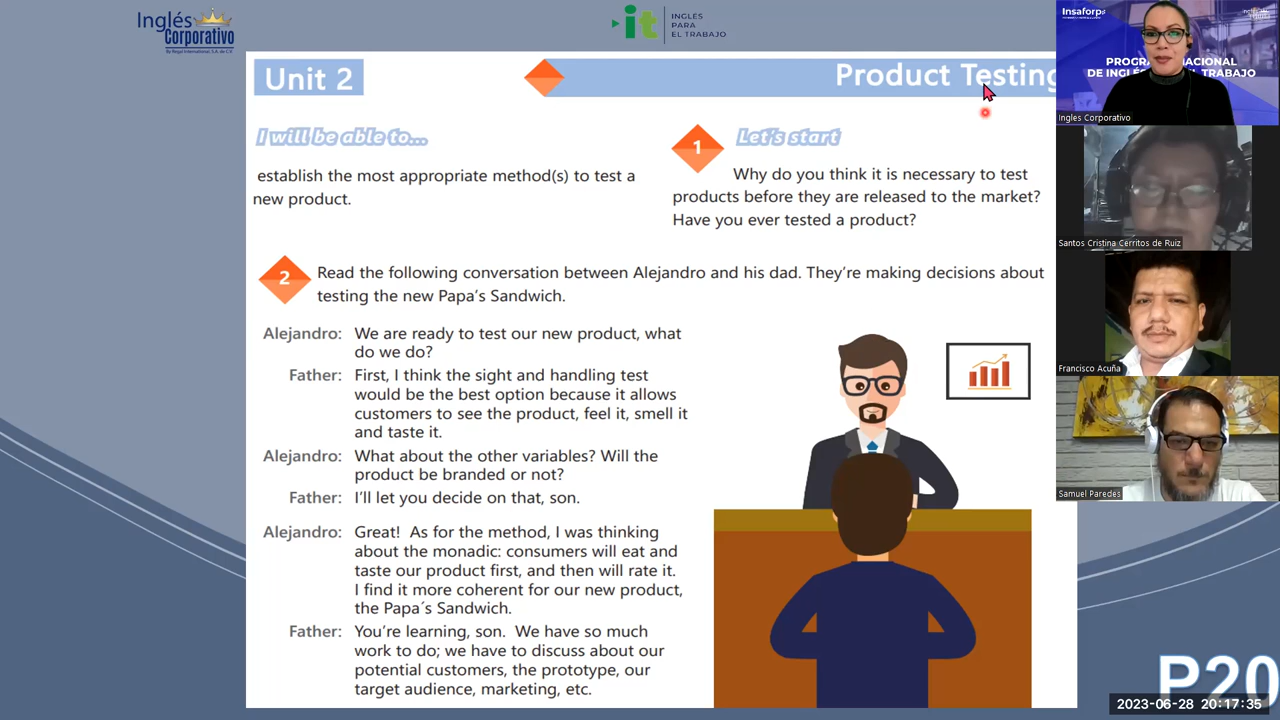 Inglés
Corporativo
By Regal International, S.A. de C.V.
it
INGLÉS
PARA
EL TRABAJO
Unit 2
Product Testing
I will be able to...
establish the most appropriate method(s) to test a
new product.
1
Let's start
Why do you think it is necessary to test
products before they are released to the market?
Have you ever tested a product?
2
Read the following conversation between Alejandro and his dad. They're making decisions about
testing the new Papa's Sandwich.
Alejandro: We are ready to test our new product, what
do we do?
Father: First, I think the sight and handling test
would be the best option because it allows
customers to see the product, feel it, smell it
and taste it.
Alejandro: What about the other variables? Will the
product be branded or not?
Father: I'll let you decide on that, son.
Alejandro: Great! As for the method, I was thinking
about the monadic: consumers will eat and
taste our product first, and then will rate it.
I find it more coherent for our new product,
the Papa´s Sandwich.
Father: You're learning, son. We have so much
work to do; we have to discuss about our
potential customers, the prototype, our
target audience, marketing, etc.
Insaforp
DE INGLÉS TRABAJO
Ingles Corporativo
Santos Cristina Cerritos de Ruiz
Francisco Acuña
Samuel Paredes
P20
2023-06-28 20:17:35